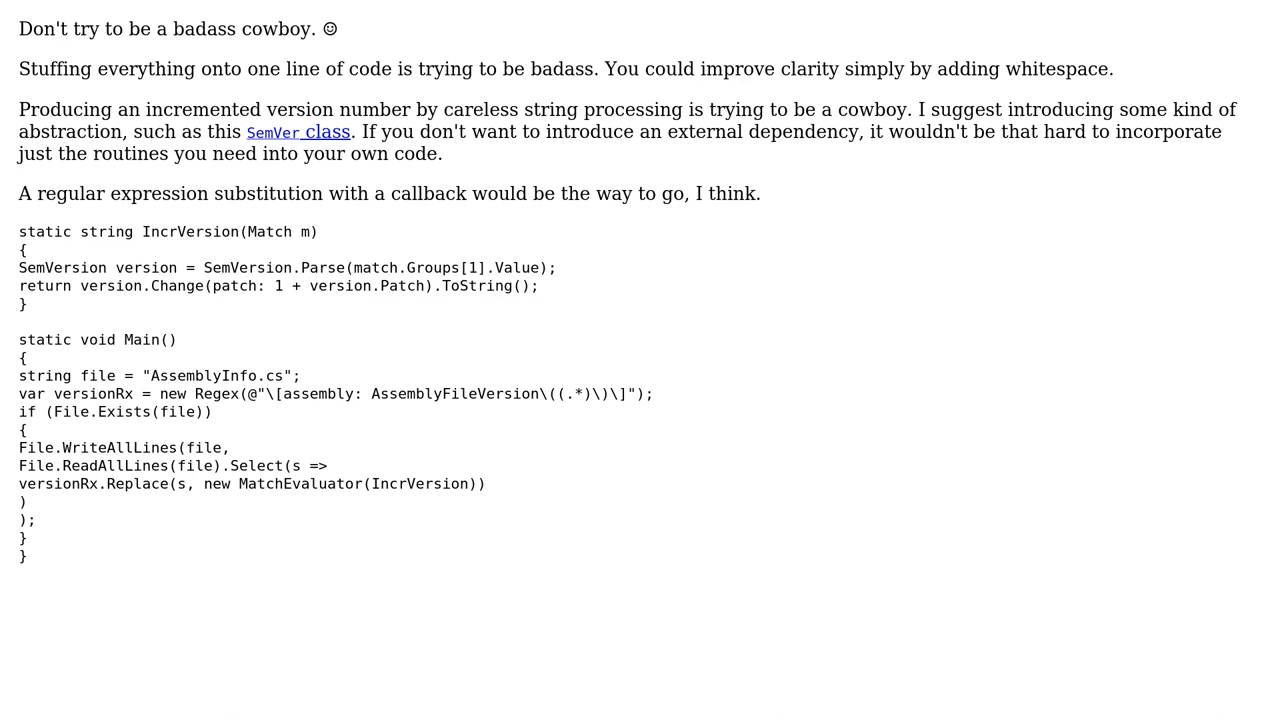 Don't try to be a badass cowboy. ☺
Stuffing everything onto one line of code is trying to be badass. You could improve clarity simply by adding whitespace.
Producing an incremented version number by careless string processing is trying to be a cowboy. I suggest introducing some kind of
abstraction, such as this SemVer class. If you don't want to introduce an external dependency, it wouldn't be that hard to incorporate
just the routines you need into your own code.
A regular expression substitution with a callback would be the way to go, I think.
static string IncrVersion(Match m)
{
SemVersion version = SemVersion.Parse(match.Groups[1].Value);
return version.Change(patch: 1 + version.Patch).ToString();
}
static void Main()
{
string file = "AssemblyInfo.cs";
var versionRx = new Regex(@"\[assembly: AssemblyFileVersion\((.*)\)\]");
if (File.Exists(file))
{
File.WriteAllLines(file,
File.ReadAllLines(file).Select(s =>
versionRx.Replace(s, new MatchEvaluator(IncrVersion))
)
);
}
}